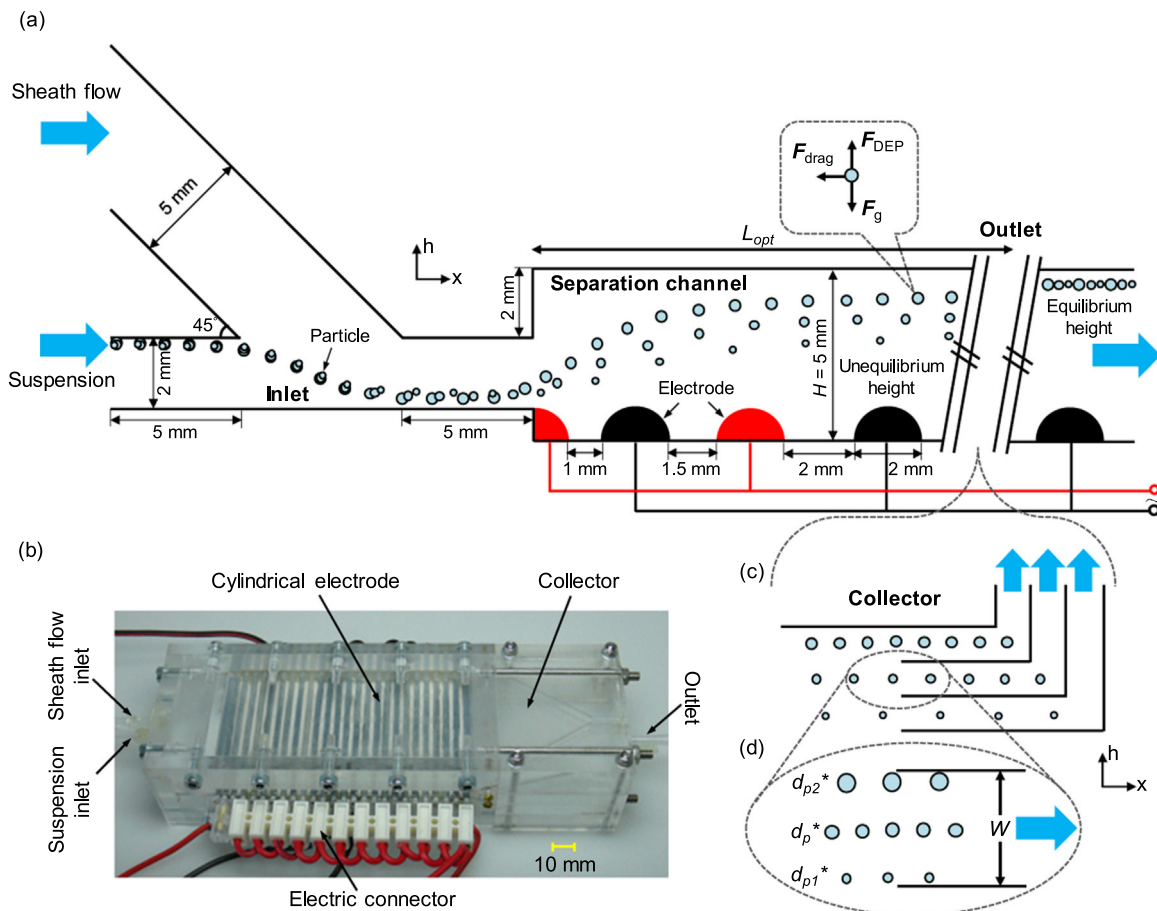 (a)
Sheath flow
5 mm
45°
Suspension
2 mm
5 mm
Inlet
Particle
h
x
5 mm
2 mm
Separation channel
L_opt
F_drag
F_DEP
F_g
Outlet
H = 5 mm
Unequilibrium
height
Equilibrium
height
Electrode
1 mm
1.5 mm
2 mm
2 mm
~
(b)
Cylindrical electrode
Collector
Sheath flow
inlet
Suspension
inlet
Outlet
Electric connector
10 mm
(c)
Collector
(d)
h
x
d_p2*
d_p*
d_p1*
W